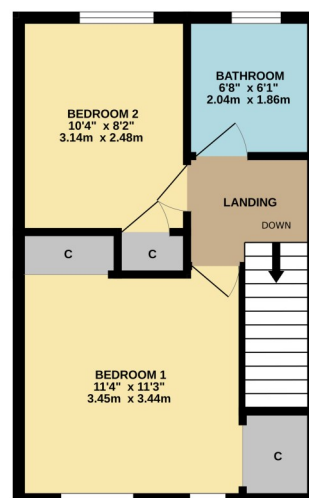 BEDROOM 2
10'4" x 8'2"
3.14m x 2.48m
BATHROOM
6'8" x 6'1"
2.04m x 1.86m
LANDING
DOWN
C
C
BEDROOM 1
11'4" x 11'3"
3.45m x 3.44m
C